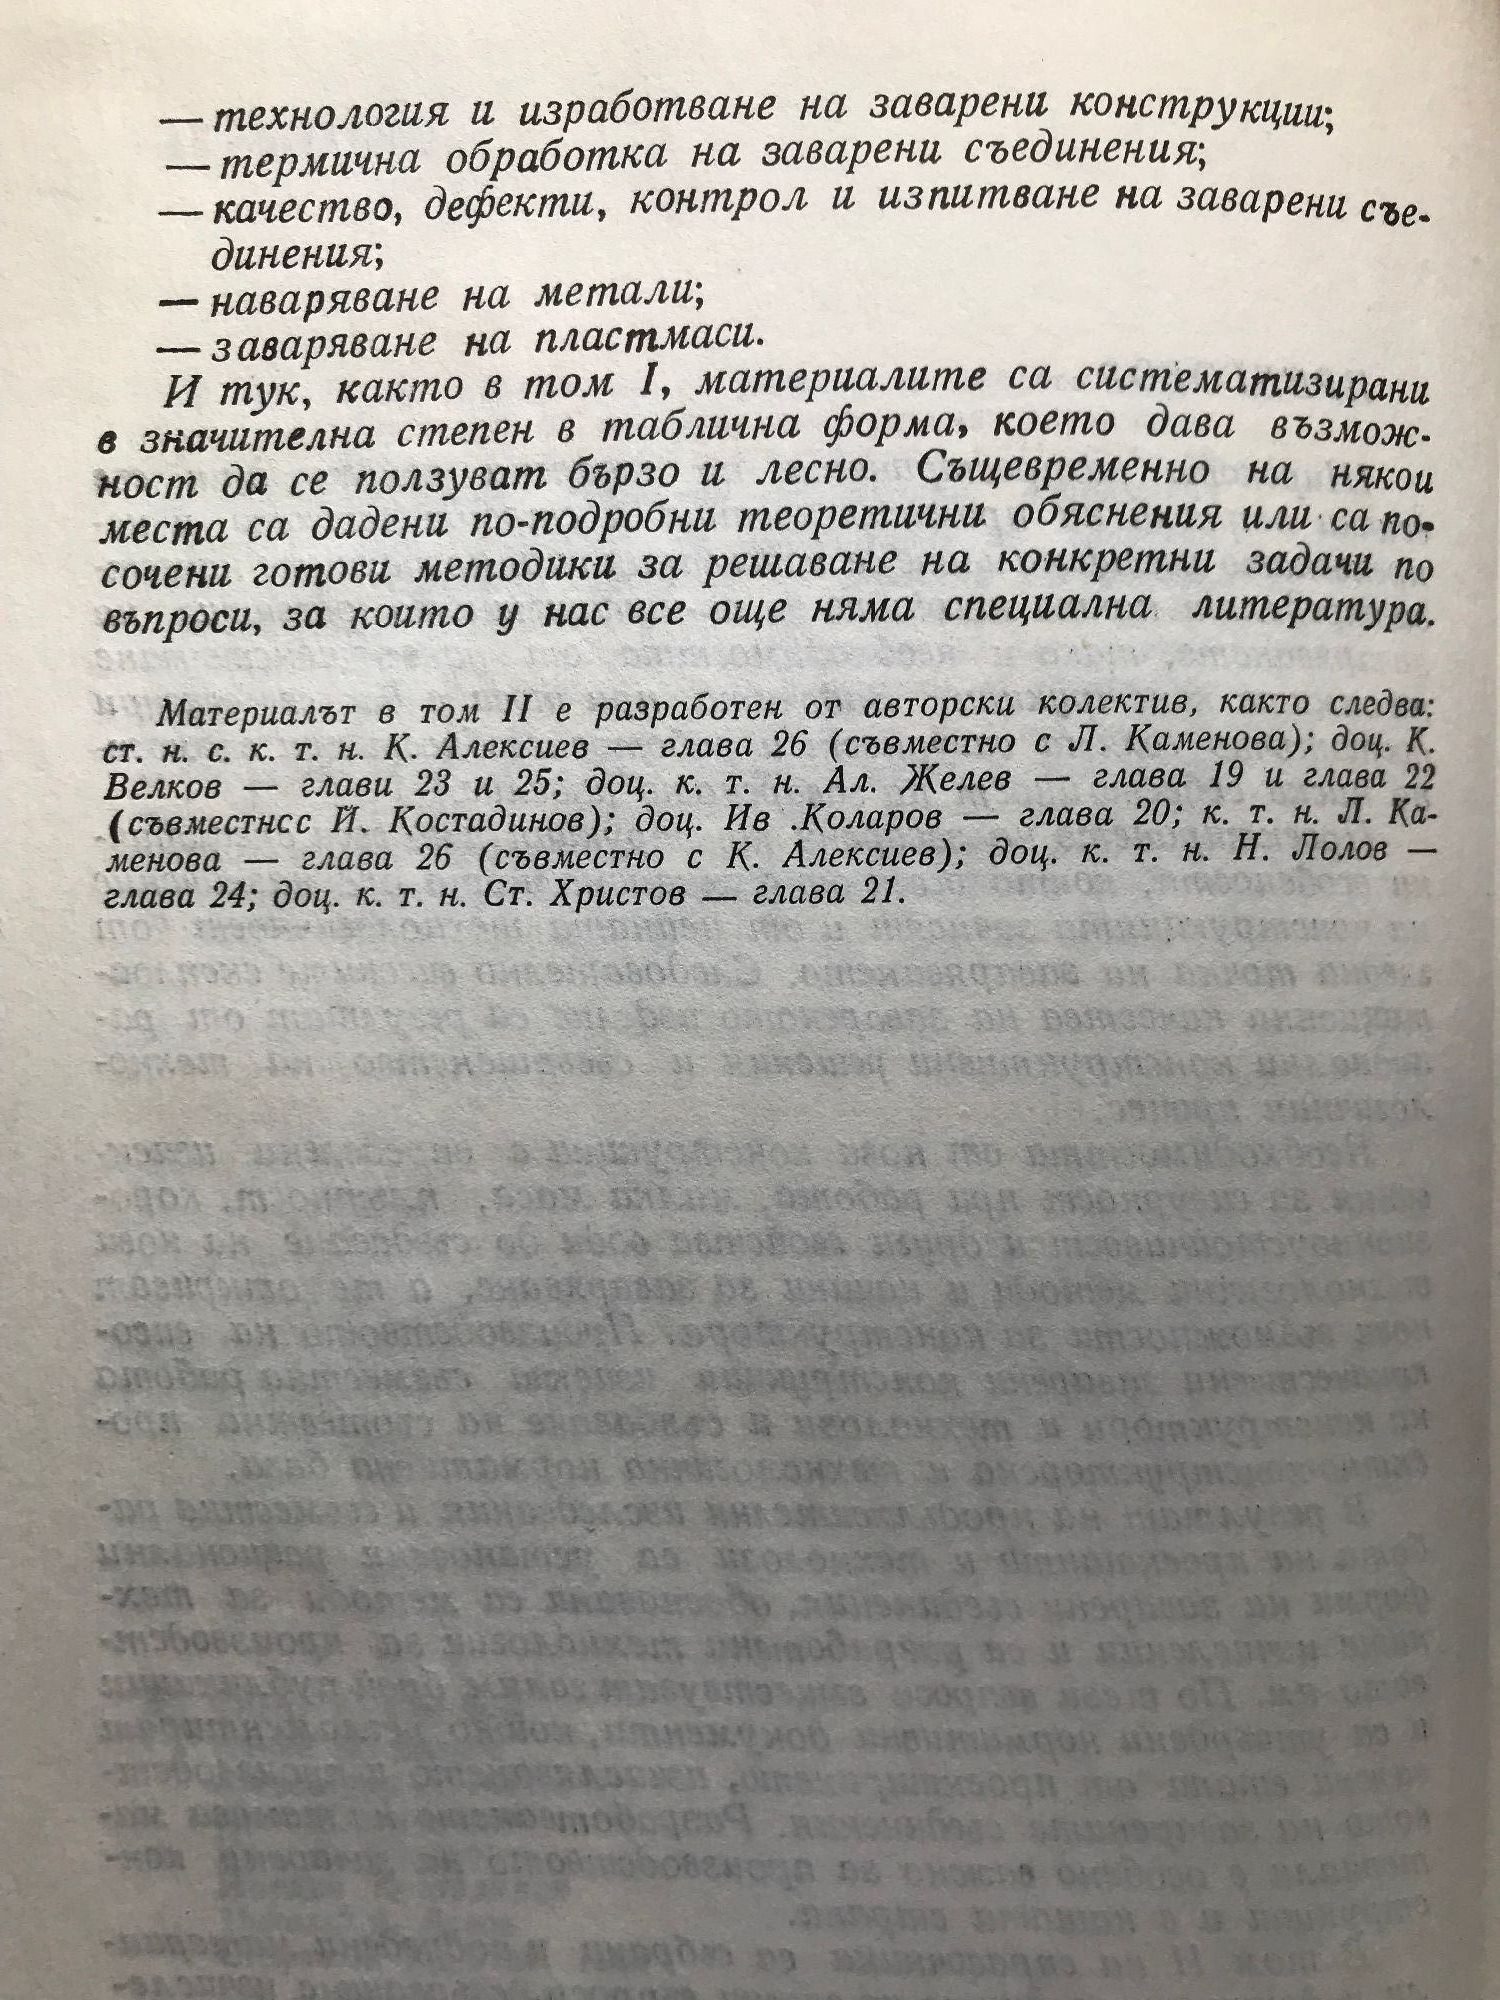 — технология и изработване на заварени конструкции;
— термична обработка на заварени съединения;
— качество, дефекти, контрол и изпитване на заварени съе-
динения;
— наваряване на метали;
— заваряване на пластмаси.
И тук, както в том I, материалите са систематизирани
в значителна степен в таблична форма, което дава възмож-
ност да се ползуват бързо и лесно. Същевременно на някои
места са дадени по-подробни теоретични обяснения или са по-
сочени готови методики за решаване на конкретни задачи по
въпроси, за които у нас все още няма специална литература.
Материалът в том II е разработен от авторски колектив, както следва:
ст. н. с. к. т. н. К. Алексиев — глава 26 (съвместно с Л. Каменова); доц. К.
Велков — глави 23 и 25; доц. к. т. н. Ал. Желев — глава 19 и глава 22
(съвместнсс Й. Костадинов); доц. Ив .Коларов — глава 20; к. т. н. Л. Ка-
менова — глава 26 (съвместно с К. Алексиев); доц. к. т. н. Н. Лолов —
глава 24; доц. к. т. н. Ст. Христов — глава 21.